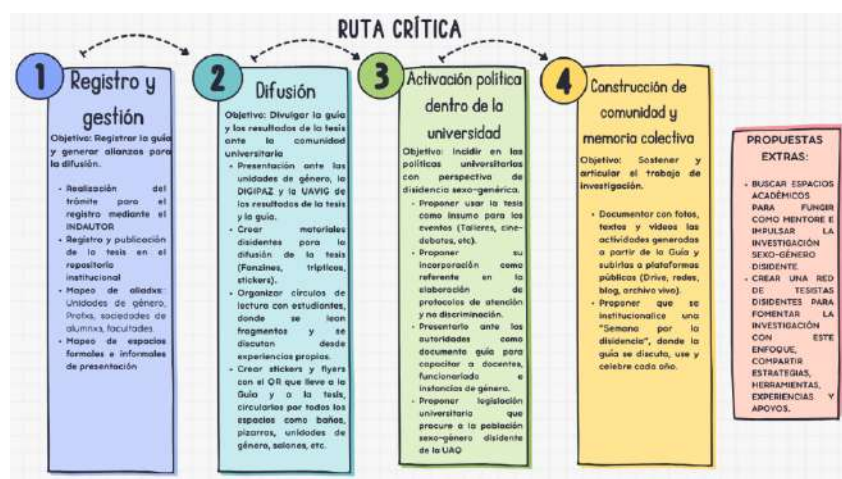 RUTA CRÍTICA
1
Registro y
gestión
Objetivo: Registrar la guía
y generar alianzas para
la difusión.
• Realización del
trámite para el
registro mediante el
INDAUTOR
• Registro y publicación
de la tesis en el
repositorio
institucional
• Mapeo de aliadxs:
Unidades de género,
Profxs, sociedades de
alumnxs, facultades.
• Mapeo de espacios
formales e informales
de presentación
2
Difusión
Objetivo: Divulgar la guía
y los resultados de la tesis
ante la comunidad
universitaria
• Presentación ante las
unidades de género, la
DIGIPAZ y la UAVIG de
los resultados de la tesis
y la guía.
• Crear materiales
disidentes para la
difusión de la tesis
(Fanzines, trípticos,
stickers).
• Organizar círculos de
lectura con estudiantes,
donde se lean
fragmentos y se
discutan desde
experiencias propias.
• Crear stickers y flyers
con el QR que lleve a la
Guía y a la tesis,
circularlos por todos los
espacios como baños,
pizarras, unidades de
género, salones, etc.
3
Activación política
dentro de la
universidad
Objetivo: Incidir en las
políticas universitarias
con perspectiva de
disidencia sexo-genérica.
• Proponer usar la tesis
como insumo para los
eventos (Talleres, cine-
debates, etc).
• Proponer su
incorporación como
referente en la
elaboración de
protocolos de atención
y no discriminación.
• Presentarlo ante las
autoridades como
documento guía para
capacitar a docentes,
funcionariado e
instancias de género.
• Proponer legislación
universitaria que
procure a la población
sexo-género disidente
de la UAQ
4
Construcción de
comunidad y
memoria colectiva
Objetivo: Sostener y
articular el trabajo de
investigación.
• Documentar con fotos,
textos y videos las
actividades generadas
a partir de la Guía y
subirlas a plataformas
públicas (Drive, redes,
blog, archivo vivo).
• Proponer que se
institucionalice una
"Semana por la
disidencia", donde la
guía se discuta, use y
celebre cada año.
PROPUESTAS
EXTRAS:
• BUSCAR ESPACIOS
ACADÉMICOS
PARA FUNGIR
COMO MENTORE E
IMPULSAR LA
INVESTIGACIÓN
SEXO-GÉNERO
DISIDENTE.
• CREAR UNA RED
DE TESISTAS
DISIDENTES PARA
FOMENTAR LA
INVESTIGACIÓN
CON ESTE
ENFOQUE,
COMPARTIR
ESTRATEGIAS,
HERRAMIENTAS,
EXPERIENCIAS Y
APOYOS.